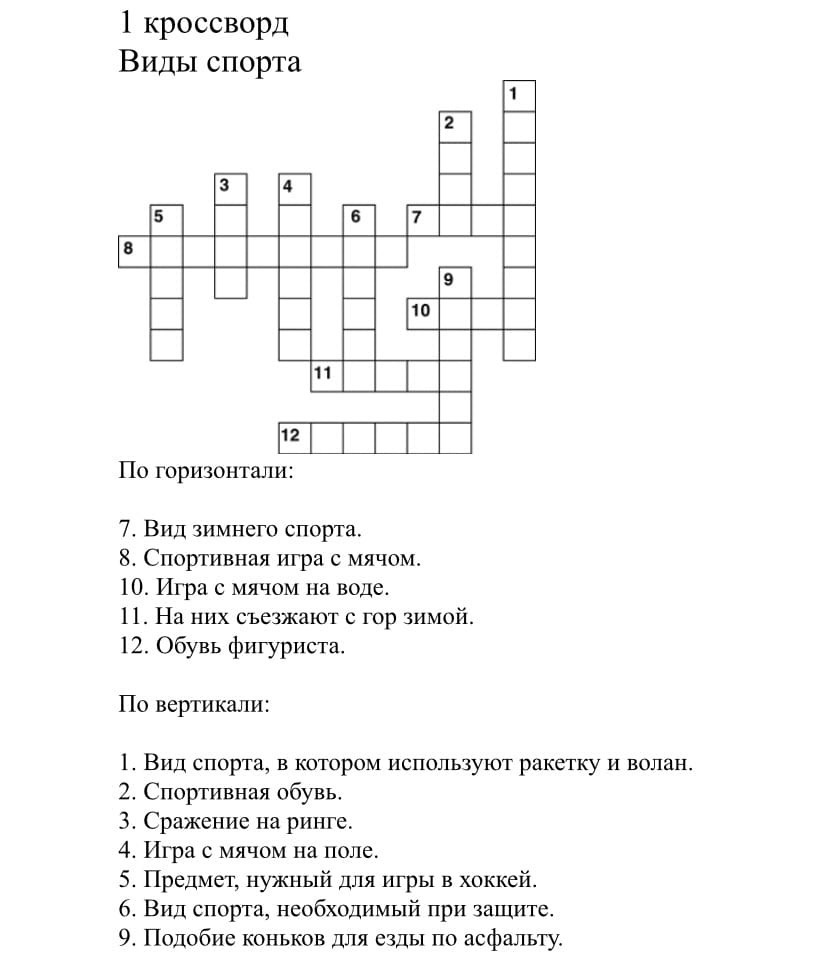 1 кроссворд
Виды спорта
1
2
3 4
5 6 7
8
9
10
11
12
По горизонтали:
7. Вид зимнего спорта.
8. Спортивная игра с мячом.
10. Игра с мячом на воде.
11. На них съезжают с гор зимой.
12. Обувь фигуриста.
По вертикали:
1. Вид спорта, в котором используют ракетку и волан.
2. Спортивная обувь.
3. Сражение на ринге.
4. Игра с мячом на поле.
5. Предмет, нужный для игры в хоккей.
6. Вид спорта, необходимый при защите.
9. Подобие коньков для езды по асфальту.